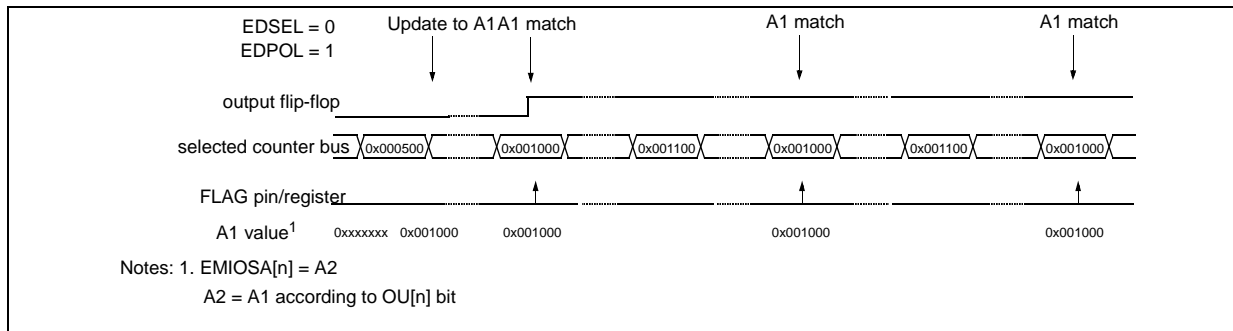 EDSEL = 0
EDPOL = 1
Update to A1 A1 match A1 match A1 match
output flip-flop
selected counter bus 0x000500 0x001000 0x001100 0x001000 0x001100 0x001000
FLAG pin/register
A1 value1 0xxxxxxx 0x001000 0x001000 0x001000 0x001000
Notes: 1. EMIOSA[n] = A2
A2 = A1 according to OU[n] bit